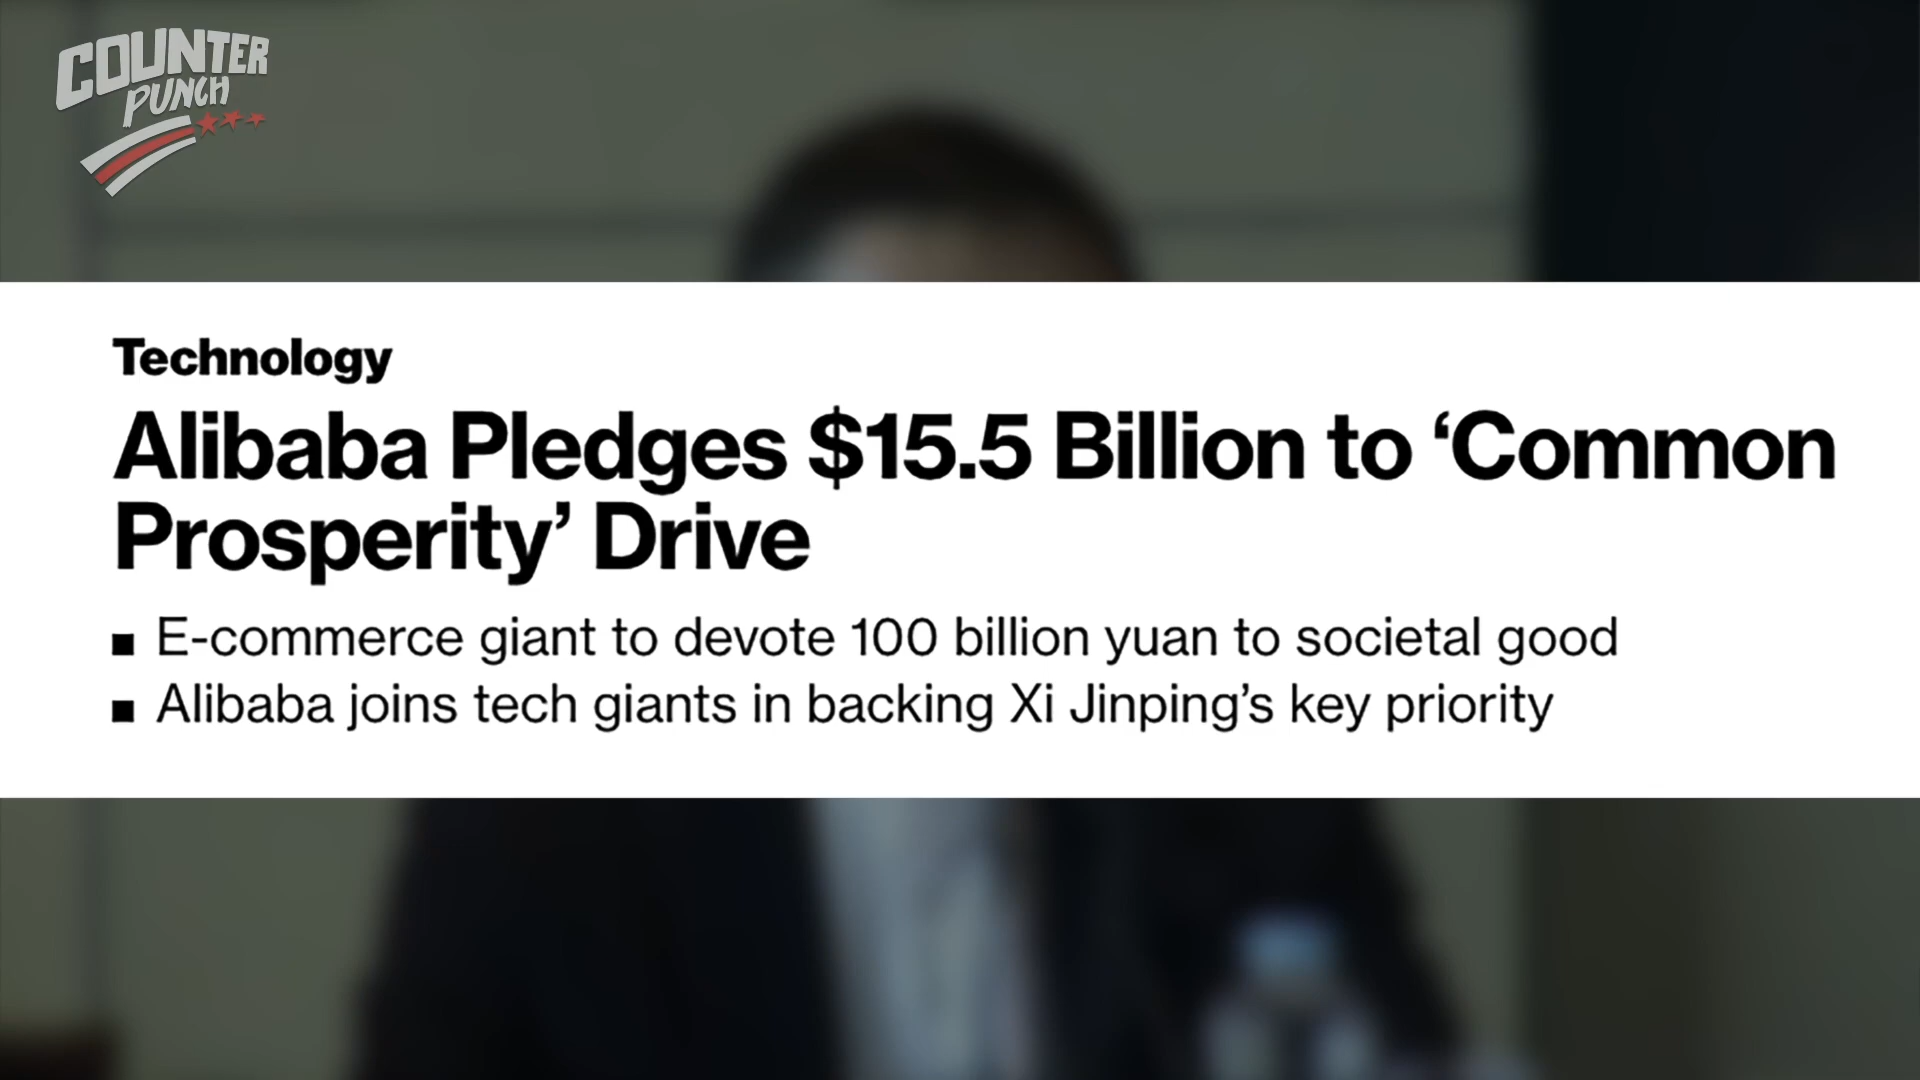 COUNTER
PUNCH
Technology
Alibaba Pledges $15.5 Billion to ‘Common
Prosperity’ Drive
■ E-commerce giant to devote 100 billion yuan to societal good
■ Alibaba joins tech giants in backing Xi Jinping’s key priority